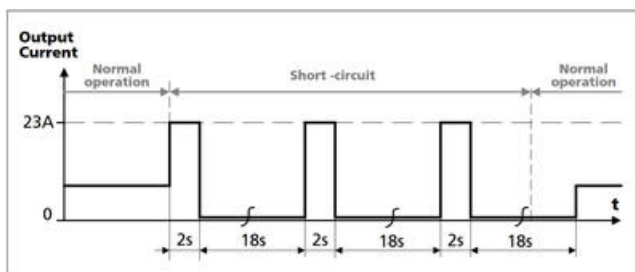 Output
Current
Normal
operation
Short -circuit
Normal
operation
23A
0
t
2s
18s
2s
18s
2s
18s